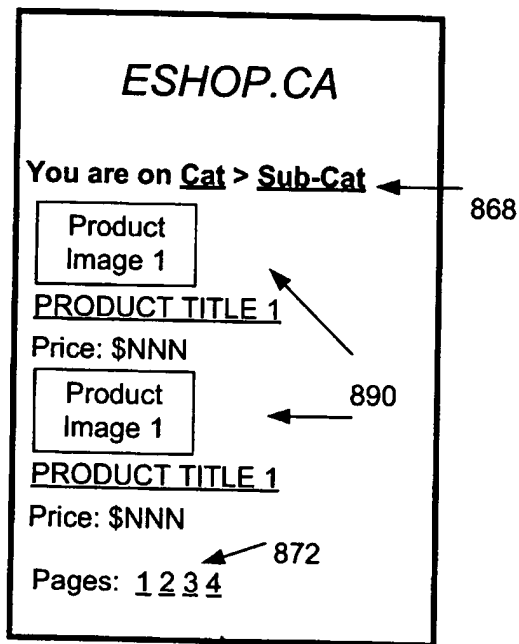 ESHOP.CA
You are on Cat > Sub-Cat
868
Product
Image 1
PRODUCT TITLE 1
Price: $NNN
890
Product
Image 1
PRODUCT TITLE 1
Price: $NNN
872
Pages: 1 2 3 4